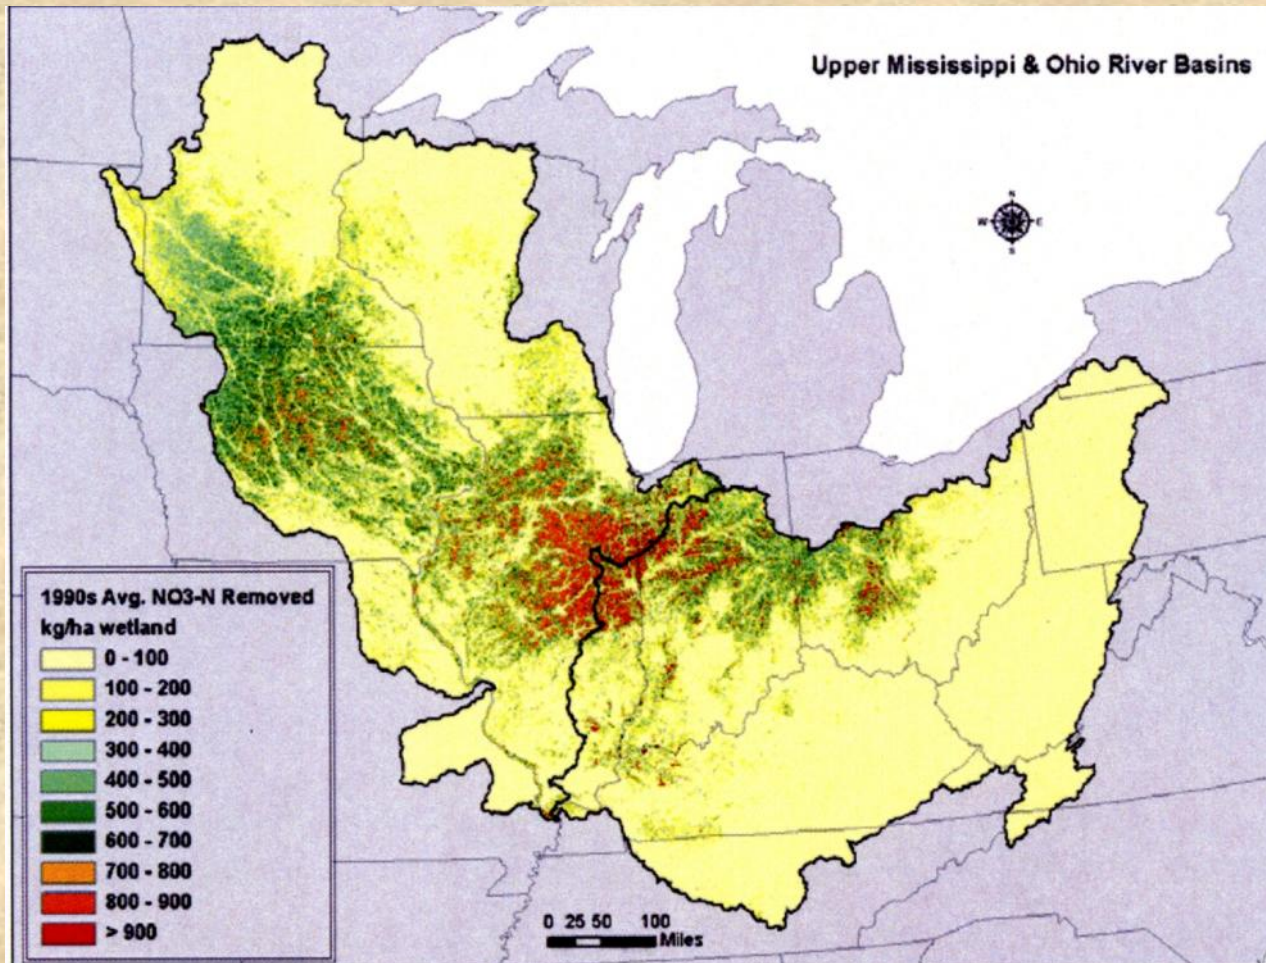 Upper Mississippi & Ohio River Basins
N
W E
S
1990s Avg. NO3-N Removed
kg/ha wetland
0 - 100
100 - 200
200 - 300
300 - 400
400 - 500
500 - 600
600 - 700
700 - 800
800 - 900
> 900
0 25 50 100
Miles